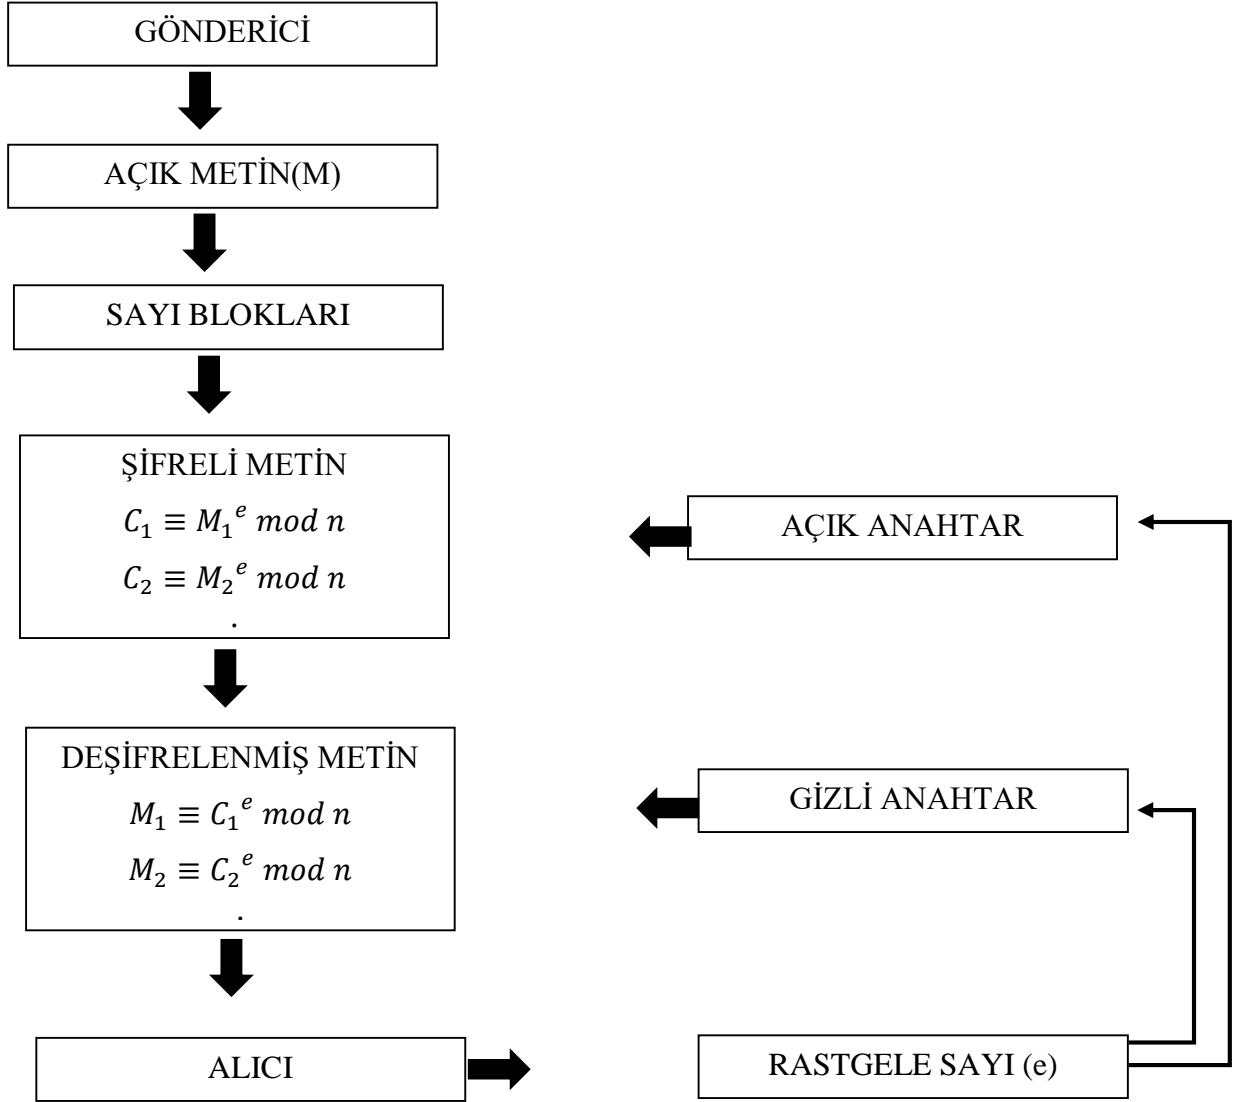 GÖNDERİCİ
AÇIK METİN(M)
SAYI BLOKLARI
ŞİFRELİ METİN
C₁ ≡ M₁ᵉ mod n
C₂ ≡ M₂ᵉ mod n
.
AÇIK ANAHTAR
DEŞİFRELENMİŞ METİN
M₁ ≡ C₁ᵉ mod n
M₂ ≡ C₂ᵉ mod n
.
GİZLİ ANAHTAR
ALICI
RASTGELE SAYI (e)